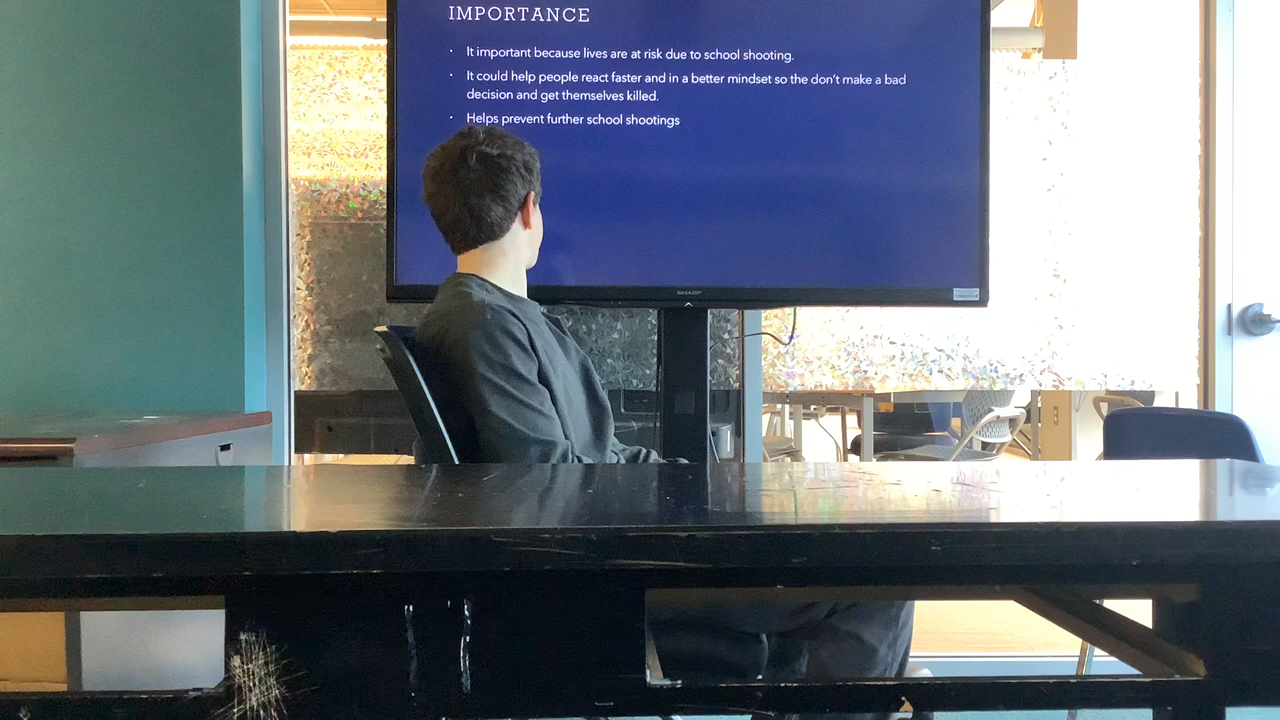 IMPORTANCE
· It important because lives are at risk due to school shooting.
· It could help people react faster and in a better mindset so the don't make a bad
decision and get themselves killed.
· Helps prevent further school shootings
SHARP